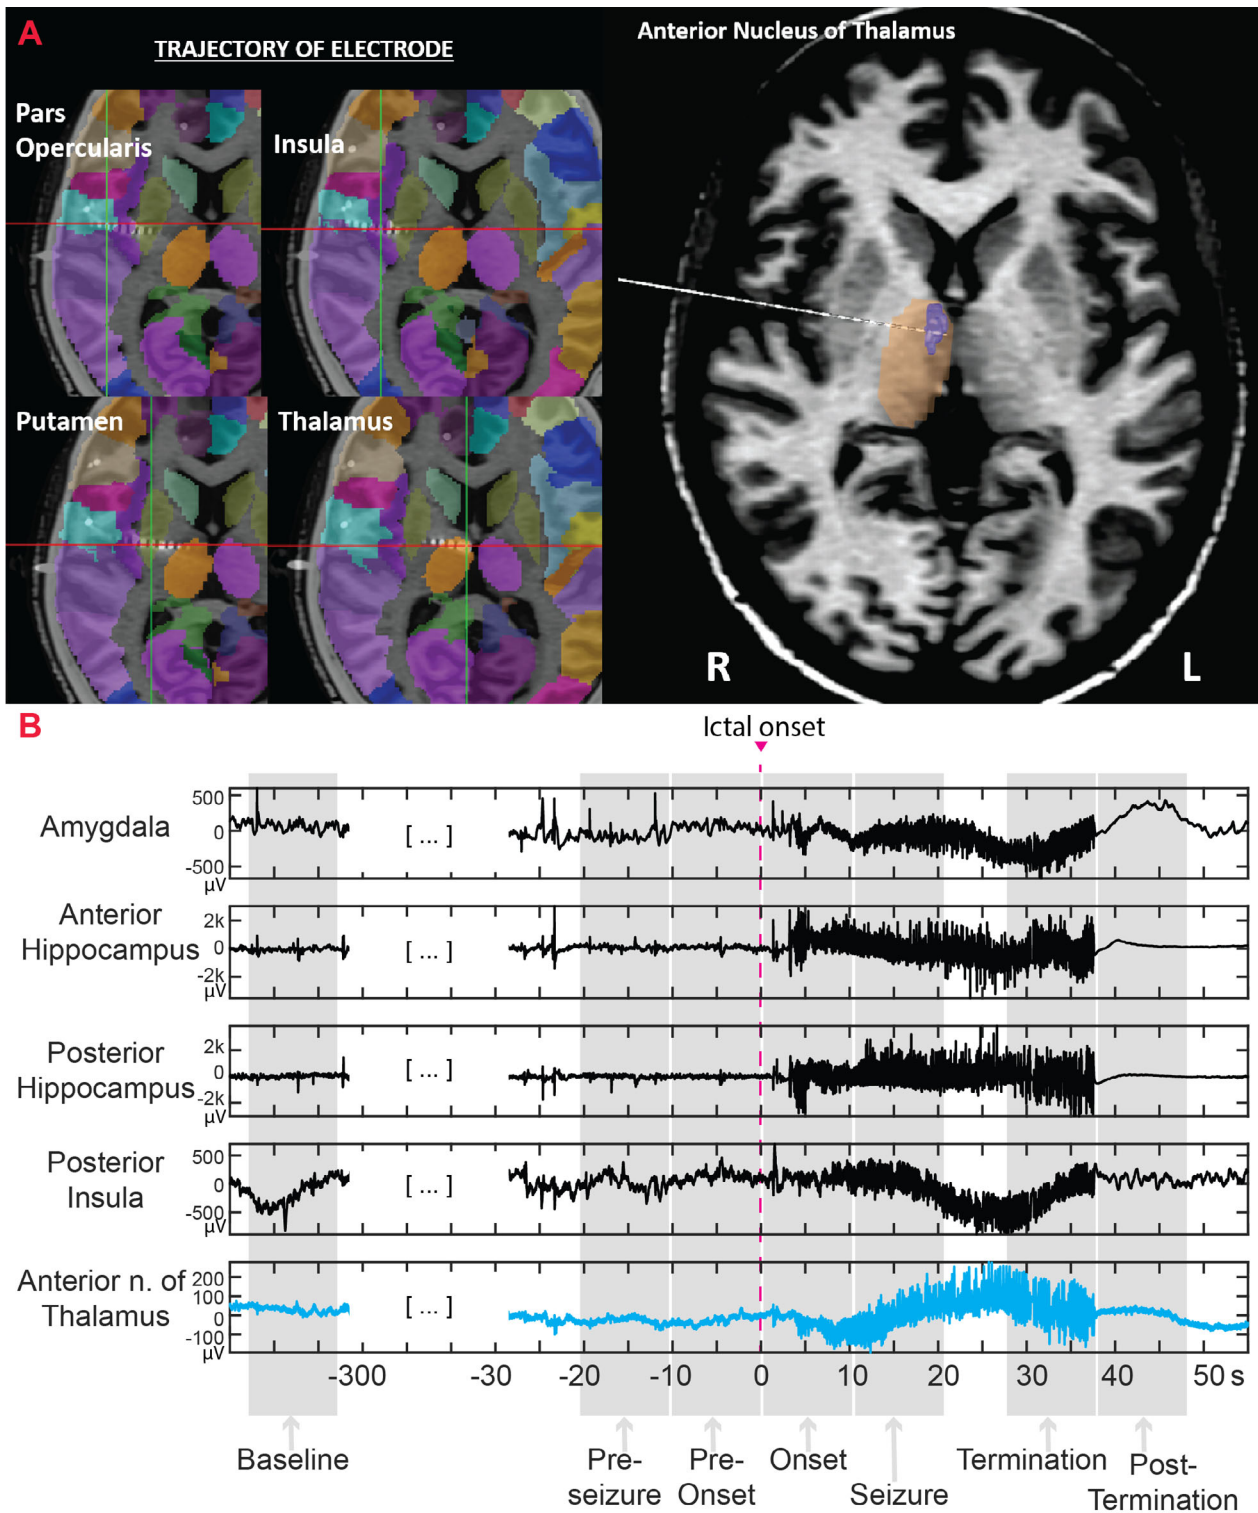 A
TRAJECTORY OF ELECTRODE
Pars
Opercularis
Insula
Putamen
Thalamus
Anterior Nucleus of Thalamus
R
L
B
Ictal onset
Amygdala
500
0
-500
µV
[ ... ]
Anterior
Hippocampus
2k
0
-2k
µV
[ ... ]
Posterior
Hippocampus
2k
0
-2k
µV
[ ... ]
Posterior
Insula
500
0
-500
µV
[ ... ]
Anterior n. of
Thalamus
200
100
0
-100
µV
[ ... ]
-300 -30 -20 -10 0 10 20 30 40 50 s
Baseline
Pre-
seizure
Pre-
Onset
Onset
Seizure
Termination
Post-
Termination